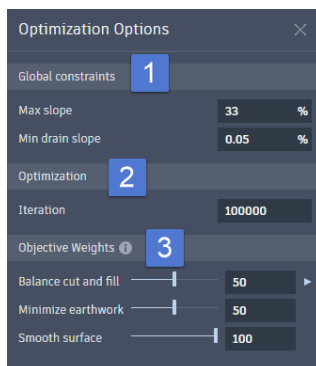 Optimization Options
Global constraints 1
Max slope 33 %
Min drain slope 0.05 %
Optimization 2
Iteration 100000
Objective Weights 3
Balance cut and fill 50
Minimize earthwork 50
Smooth surface 100